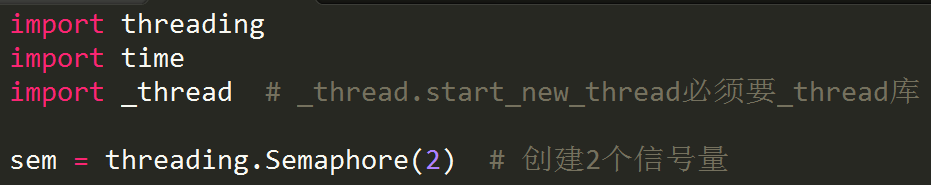 import threading
import time
import _thread  # _thread.start_new_thread必须要_thread库
sem = threading.Semaphore(2)  # 创建2个信号量